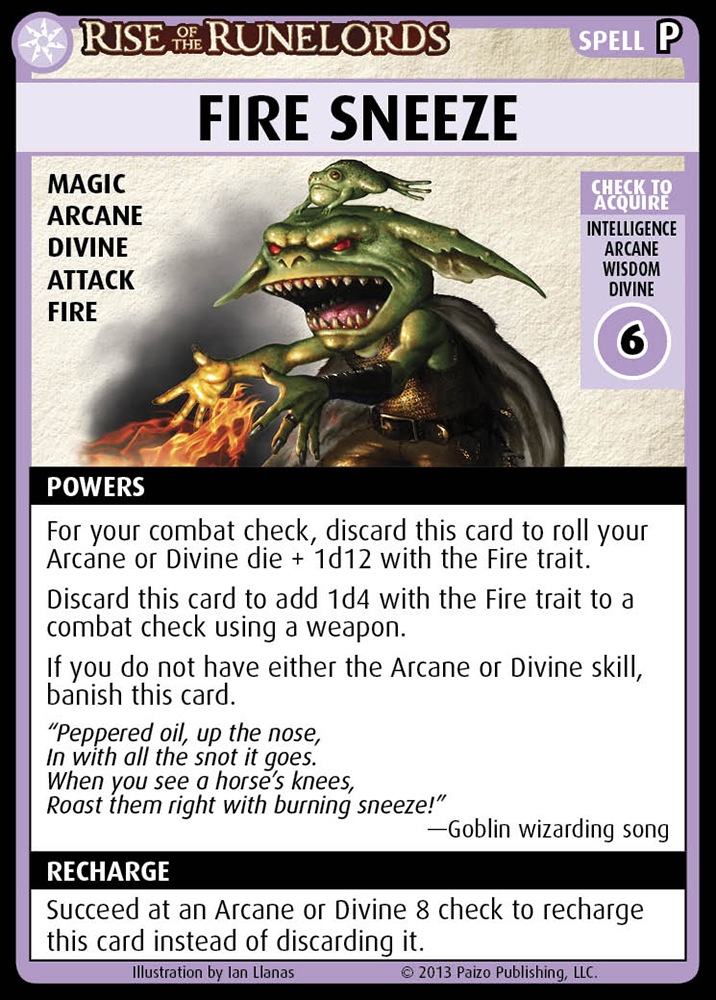 RISE OF THE RUNELORDS
SPELL P
FIRE SNEEZE
MAGIC
ARCANE
DIVINE
ATTACK
FIRE
CHECK TO
ACQUIRE
INTELLIGENCE
ARCANE
WISDOM
DIVINE
6
POWERS
For your combat check, discard this card to roll your
Arcane or Divine die + 1d12 with the Fire trait.
Discard this card to add 1d4 with the Fire trait to a
combat check using a weapon.
If you do not have either the Arcane or Divine skill,
banish this card.
“Peppered oil, up the nose,
In with all the snot it goes.
When you see a horse’s knees,
Roast them right with burning sneeze!”
—Goblin wizarding song
RECHARGE
Succeed at an Arcane or Divine 8 check to recharge
this card instead of discarding it.
Illustration by Ian Llanas © 2013 Paizo Publishing, LLC.